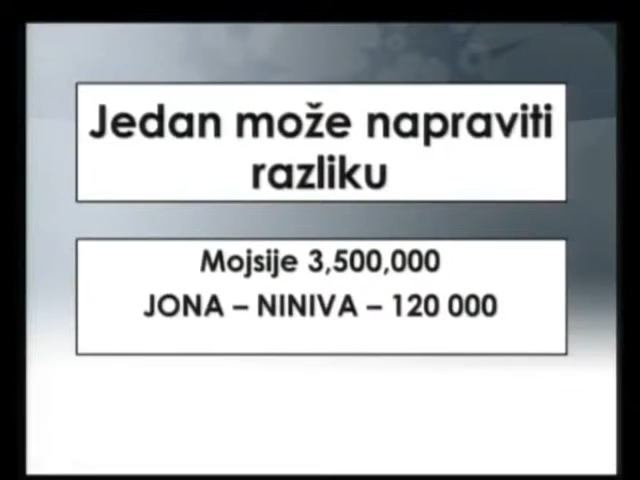 Jedan može napraviti
razliku
Mojsije 3,500,000
JONA – NINIVA – 120 000